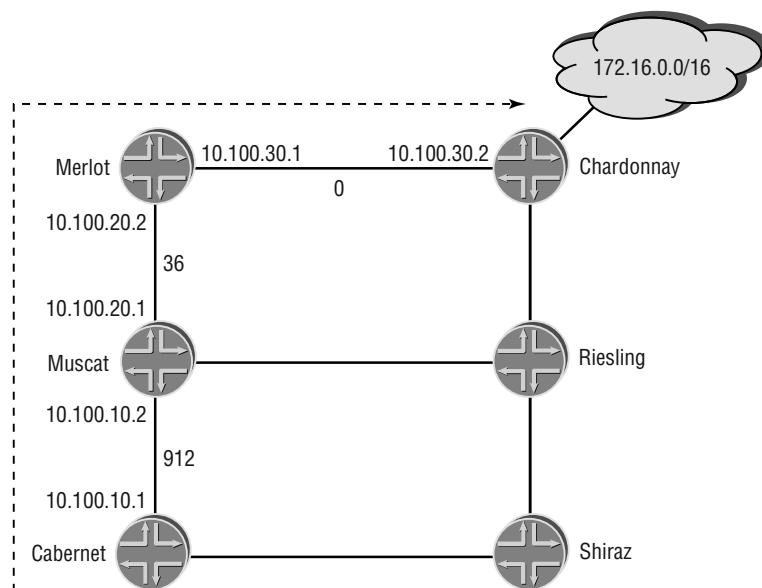 172.16.0.0/16
Merlot
10.100.30.1
10.100.30.2
Chardonnay
0
10.100.20.2
36
10.100.20.1
Muscat
Riesling
10.100.10.2
912
10.100.10.1
Cabernet
Shiraz